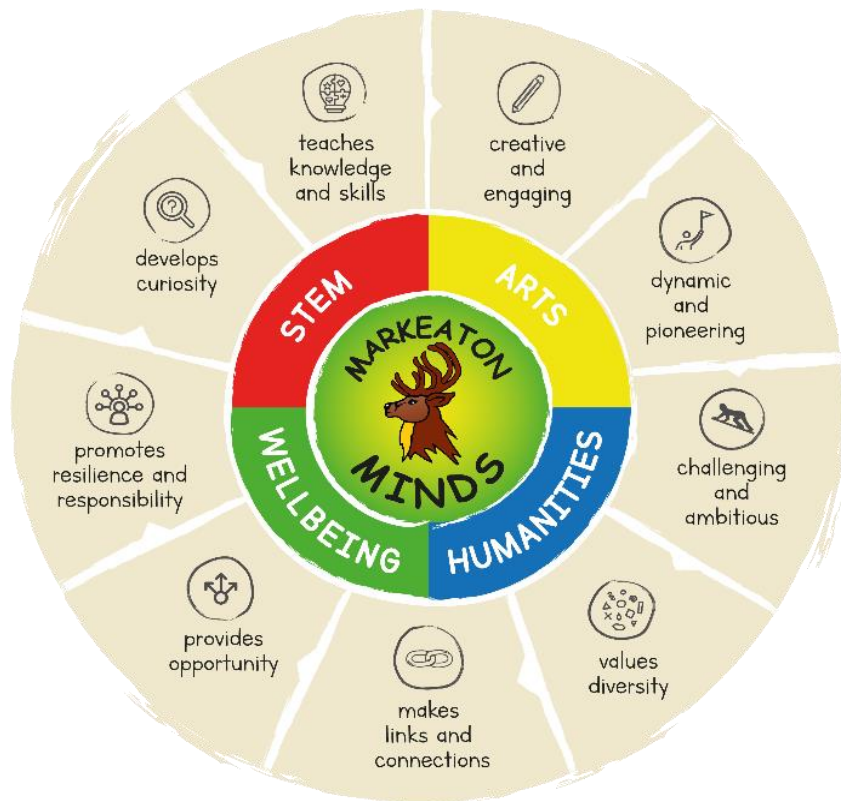 MARKEATON
MINDS
STEM
ARTS
HUMANITIES
WELLBEING
teaches
knowledge
and skills
creative
and
engaging
dynamic
and
pioneering
challenging
and
ambitious
values
diversity
makes
links and
connections
provides
opportunity
promotes
resilience and
responsibility
develops
curiosity
?